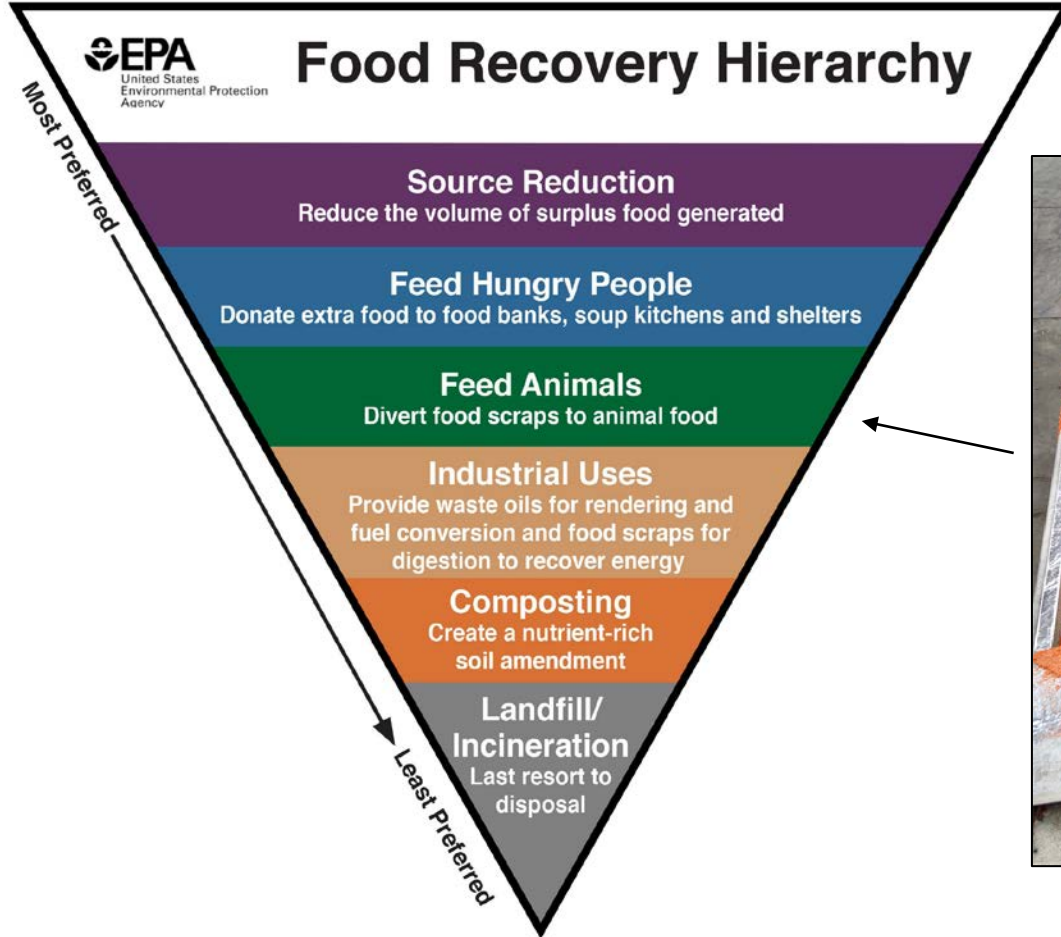 EPA
United States
Environmental Protection
Agency
Food Recovery Hierarchy
Most Preferred
Source Reduction
Reduce the volume of surplus food generated
Feed Hungry People
Donate extra food to food banks, soup kitchens and shelters
Feed Animals
Divert food scraps to animal food
Industrial Uses
Provide waste oils for rendering and
fuel conversion and food scraps for
digestion to recover energy
Composting
Create a nutrient-rich
soil amendment
Landfill/
Incineration
Last resort to
disposal
Least Preferred